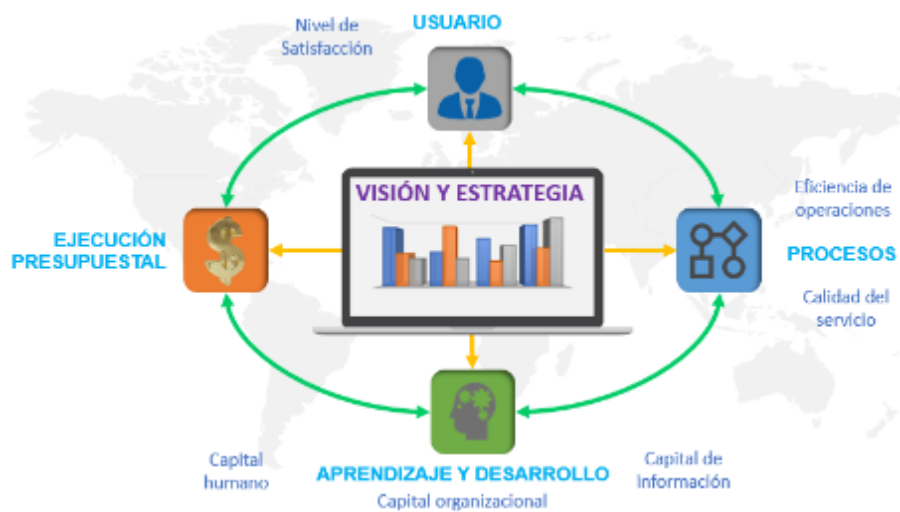 Nivel de
Satisfacción
USUARIO
VISIÓN Y ESTRATEGIA
Eficiencia de
operaciones
EJECUCIÓN
PRESUPUESTAL
PROCESOS
Calidad del
servicio
Capital
humano
APRENDIZAJE Y DESARROLLO
Capital organizacional
Capital de
Información